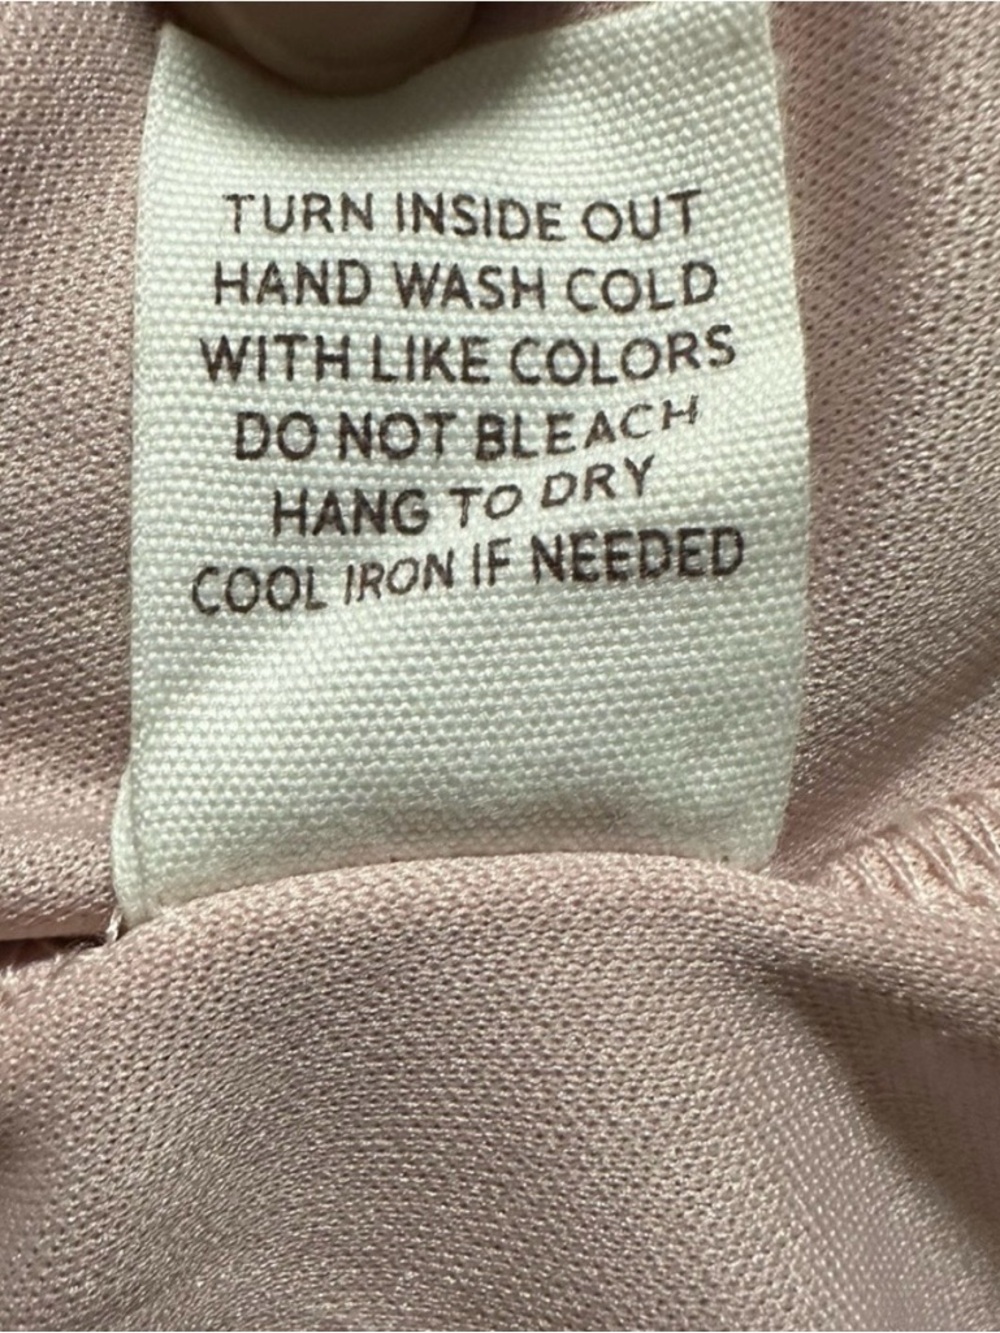 TURN INSIDE OUT
HAND WASH COLD
WITH LIKE COLORS
DO NOT BLEACH
HANG TO DRY
COOL IRON IF NEEDED